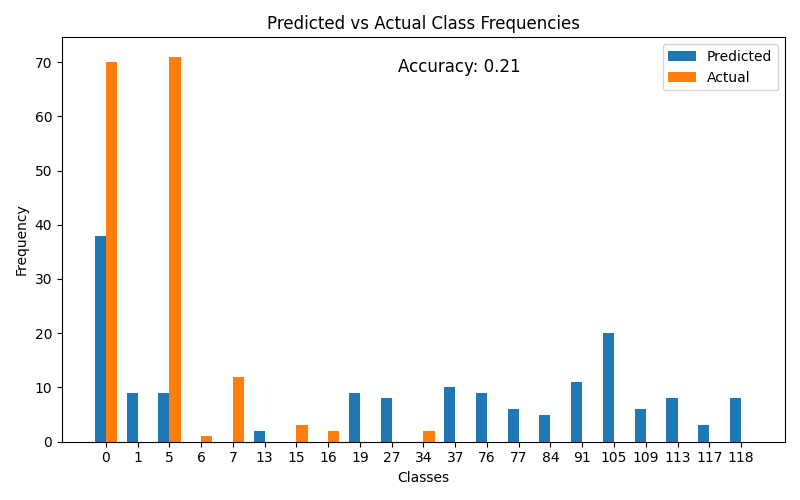 Predicted vs Actual Class Frequencies
Accuracy: 0.21
Predicted
Actual
Frequency
70
60
50
40
30
20
10
0
0 1 5 6 7 13 15 16 19 27 34 37 76 77 84 91 105 109 113 117 118
Classes